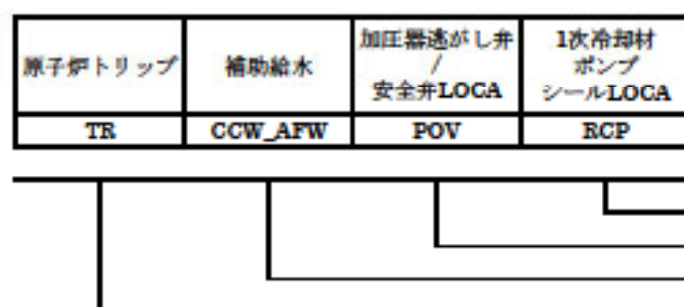 原子炉トリップ
補助給水
加圧器逃がし弁
/
安全弁LOCA
1次冷却材
ポンプ
シールLOCA
TR
CCW_AFW
POV
RCP